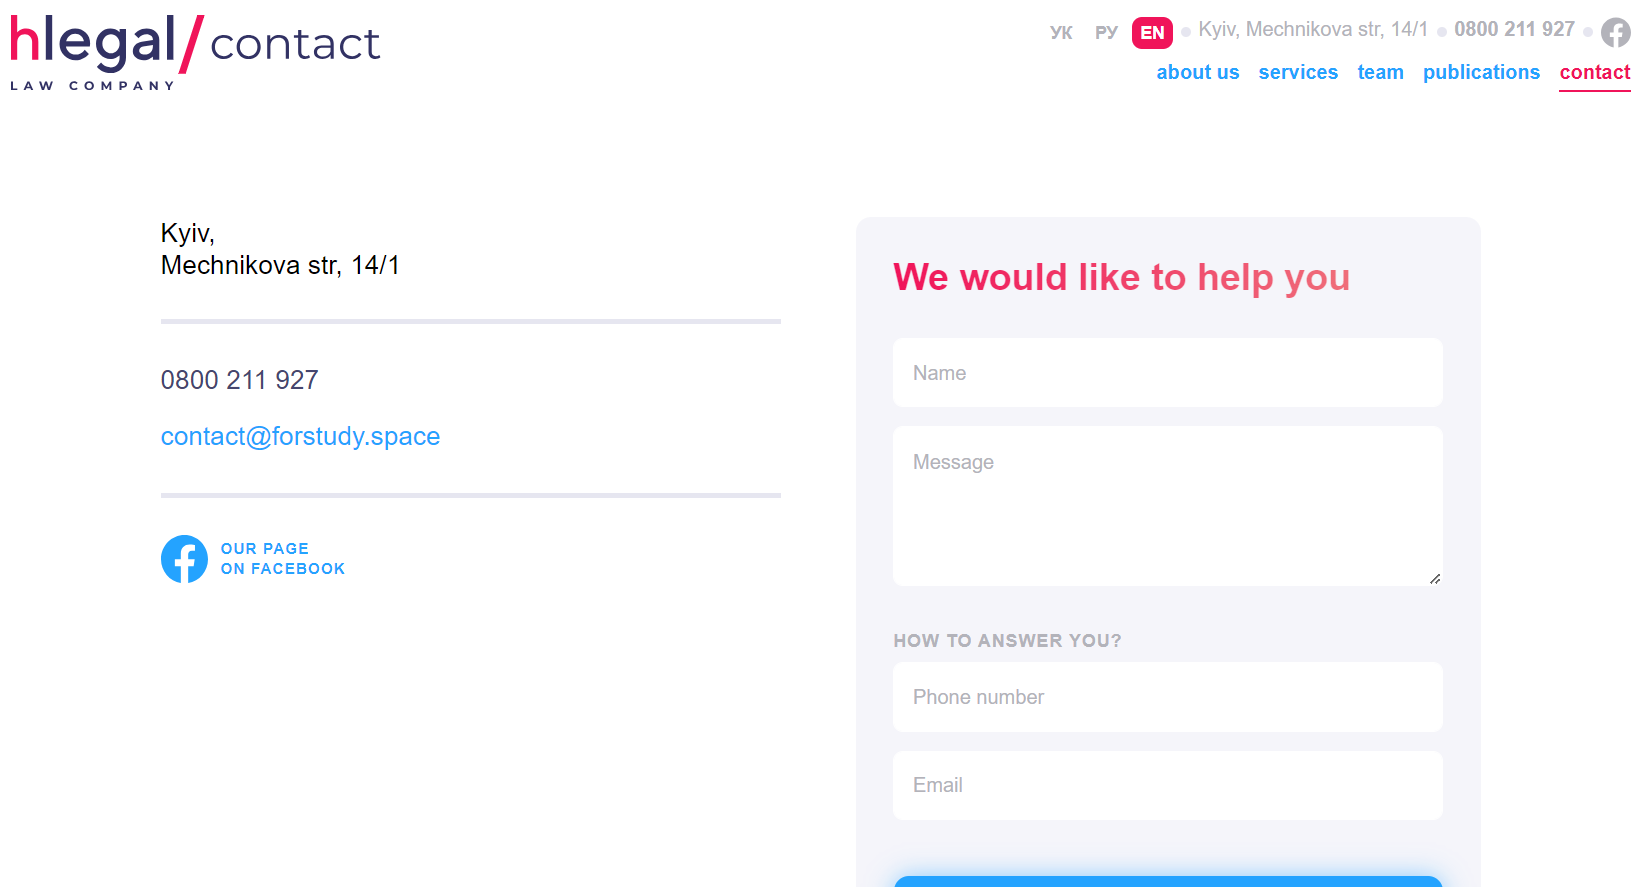 hlegal/contact
LAW COMPANY
УК РУ EN Kyiv, Mechnikova str, 14/1 0800 211 927
about us services team publications contact
Kyiv,
Mechnikova str, 14/1
0800 211 927
contact@forstudy.space
OUR PAGE
ON FACEBOOK
We would like to help you
Name
Message
HOW TO ANSWER YOU?
Phone number
Email